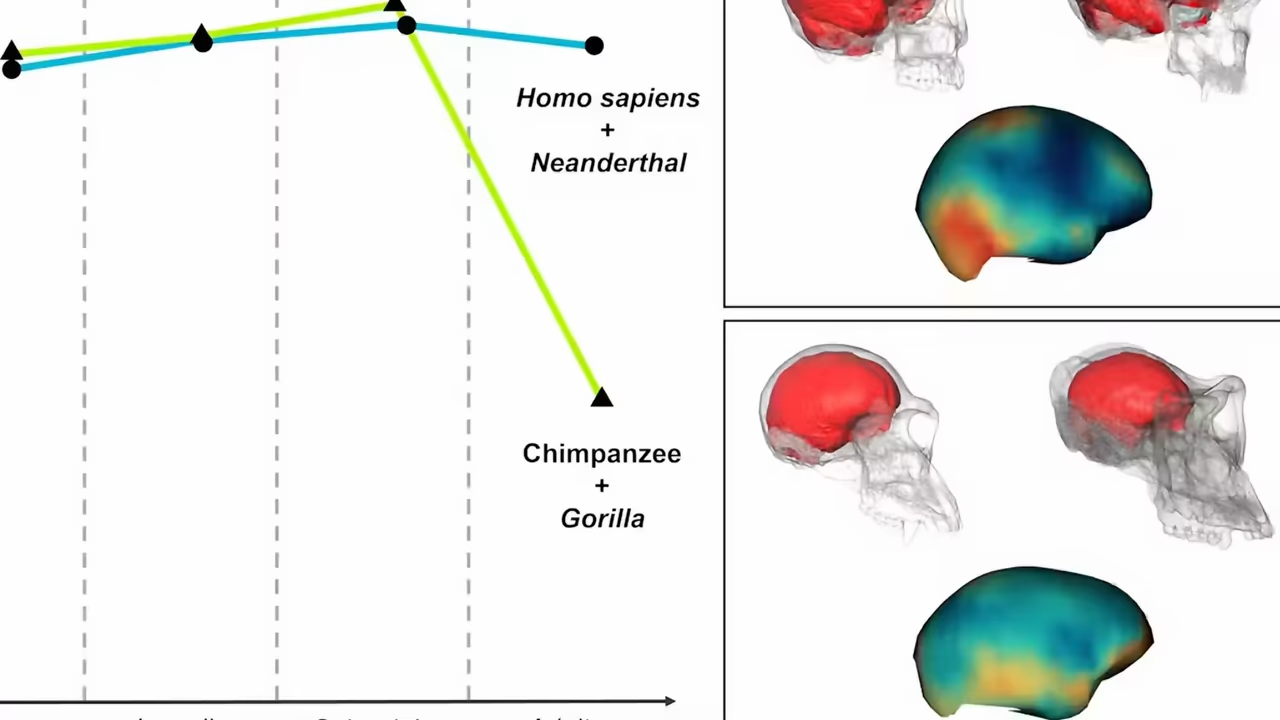 Homo sapiens
+
Neanderthal
Chimpanzee
+
Gorilla